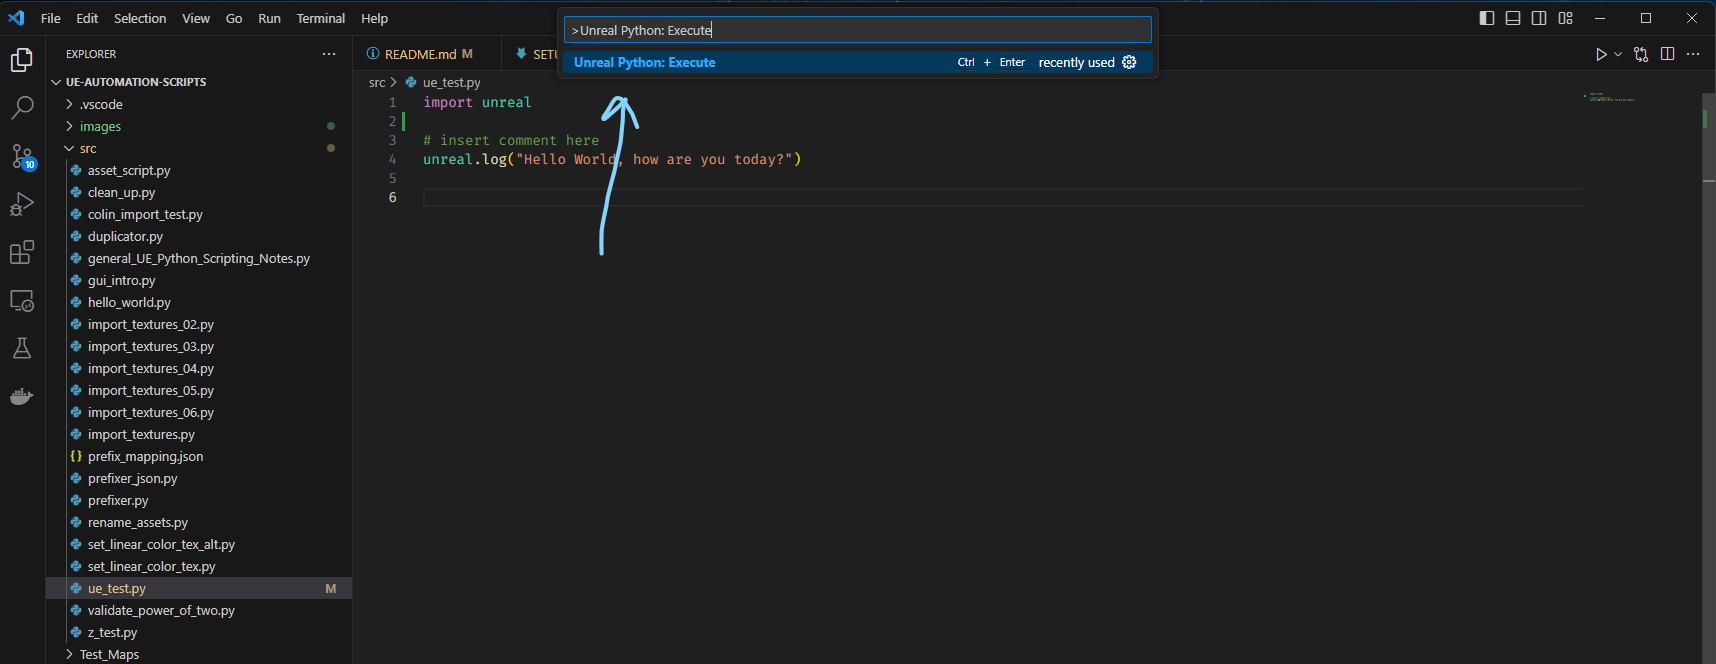 File Edit Selection View Go Run Terminal Help
>Unreal Python: Execute
Unreal Python: Execute Ctrl + Enter recently used
EXPLORER
UE-AUTOMATION-SCRIPTS
.vscode
images
src
asset_script.py
clean_up.py
colin_import_test.py
duplicator.py
general_UE_Python_Scripting_Notes.py
gui_intro.py
hello_world.py
import_textures_02.py
import_textures_03.py
import_textures_04.py
import_textures_05.py
import_textures_06.py
import_textures.py
{} prefix_mapping.json
prefixer_json.py
prefixer.py
rename_assets.py
set_linear_color_tex_alt.py
set_linear_color_tex.py
ue_test.py M
validate_power_of_two.py
z_test.py
Test_Maps
10
README.md M
SETU
src > ue_test.py
1 import unreal
2
3 # insert comment here
4 unreal.log("Hello World, how are you today?")
5
6